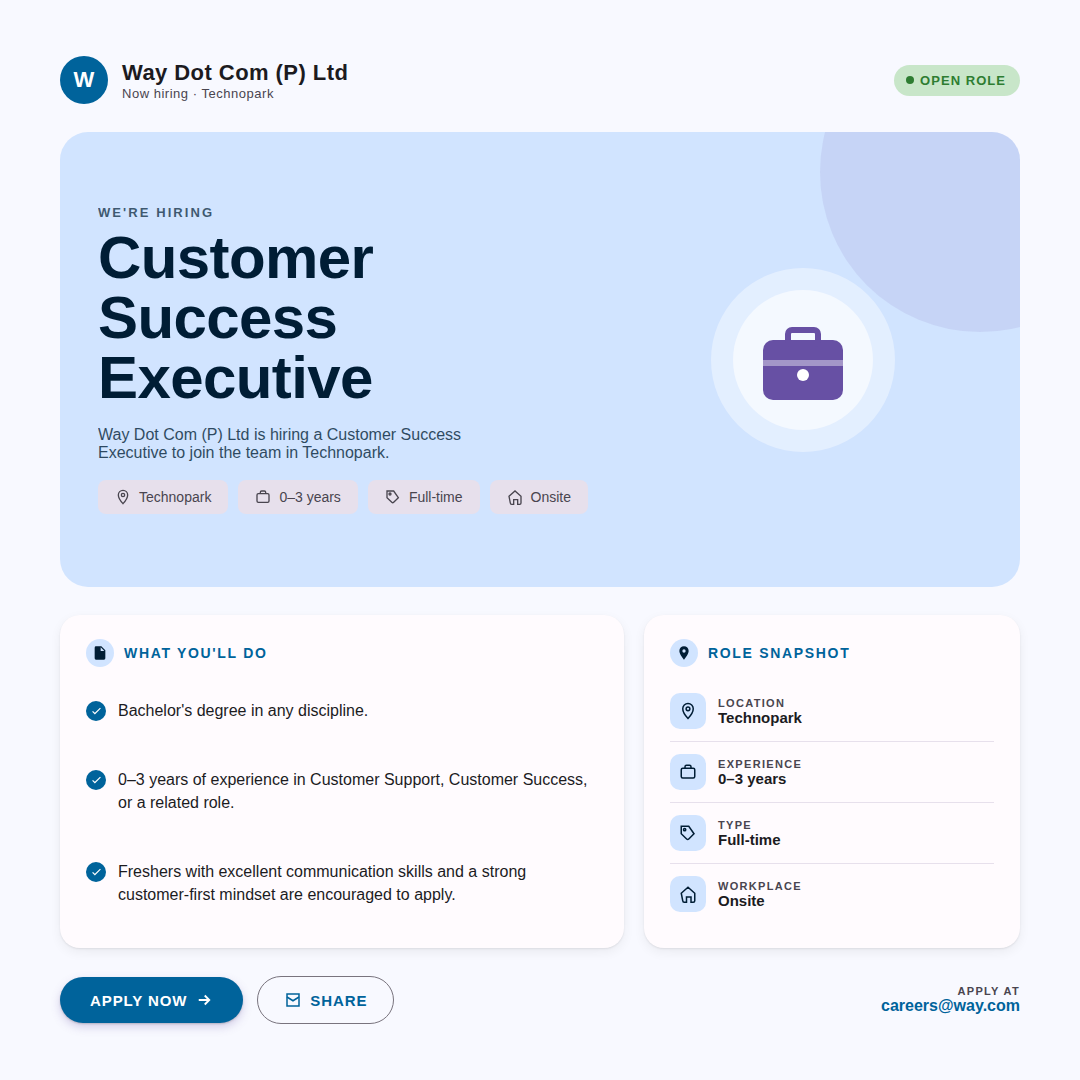 W
Way Dot Com (P) Ltd
Now hiring · Technopark
OPEN ROLE
WE'RE HIRING
Customer
Success
Executive
Way Dot Com (P) Ltd is hiring a Customer Success
Executive to join the team in Technopark.
Technopark
0–3 years
Full-time
Onsite
WHAT YOU'LL DO
Bachelor's degree in any discipline.
0–3 years of experience in Customer Support, Customer Success,
or a related role.
Freshers with excellent communication skills and a strong
customer-first mindset are encouraged to apply.
ROLE SNAPSHOT
LOCATION
Technopark
EXPERIENCE
0–3 years
TYPE
Full-time
WORKPLACE
Onsite
APPLY NOW
SHARE
APPLY AT
careers@way.com